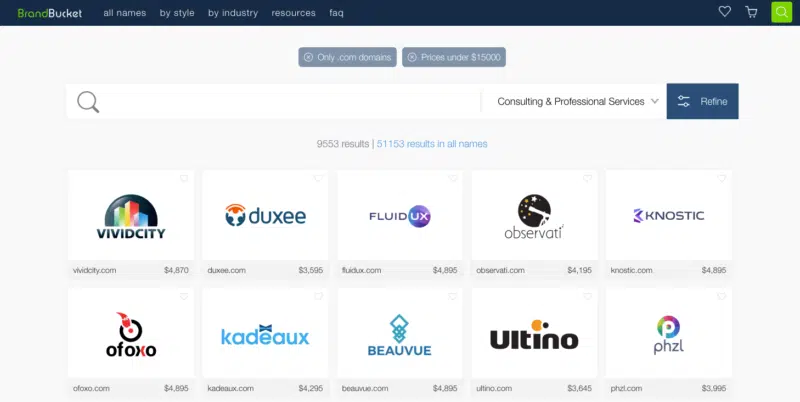 BrandBucket all names by style by industry resources faq
Only .com domains Prices under $15000
Consulting & Professional Services Refine
9553 results | 51153 results in all names
VIVIDCITY duxee FLUIDUX observati KNOSTIC
vividcity.com $4,870 duxee.com $3,595 fluidux.com $4,895 observati.com $4,195 knostic.com $4,895
ofoxo kadeaux BEAUVUE Ultino phzl
ofoxo.com $4,895 kadeaux.com $4,295 beauvue.com $4,895 ultino.com $3,645 phzl.com $3,995